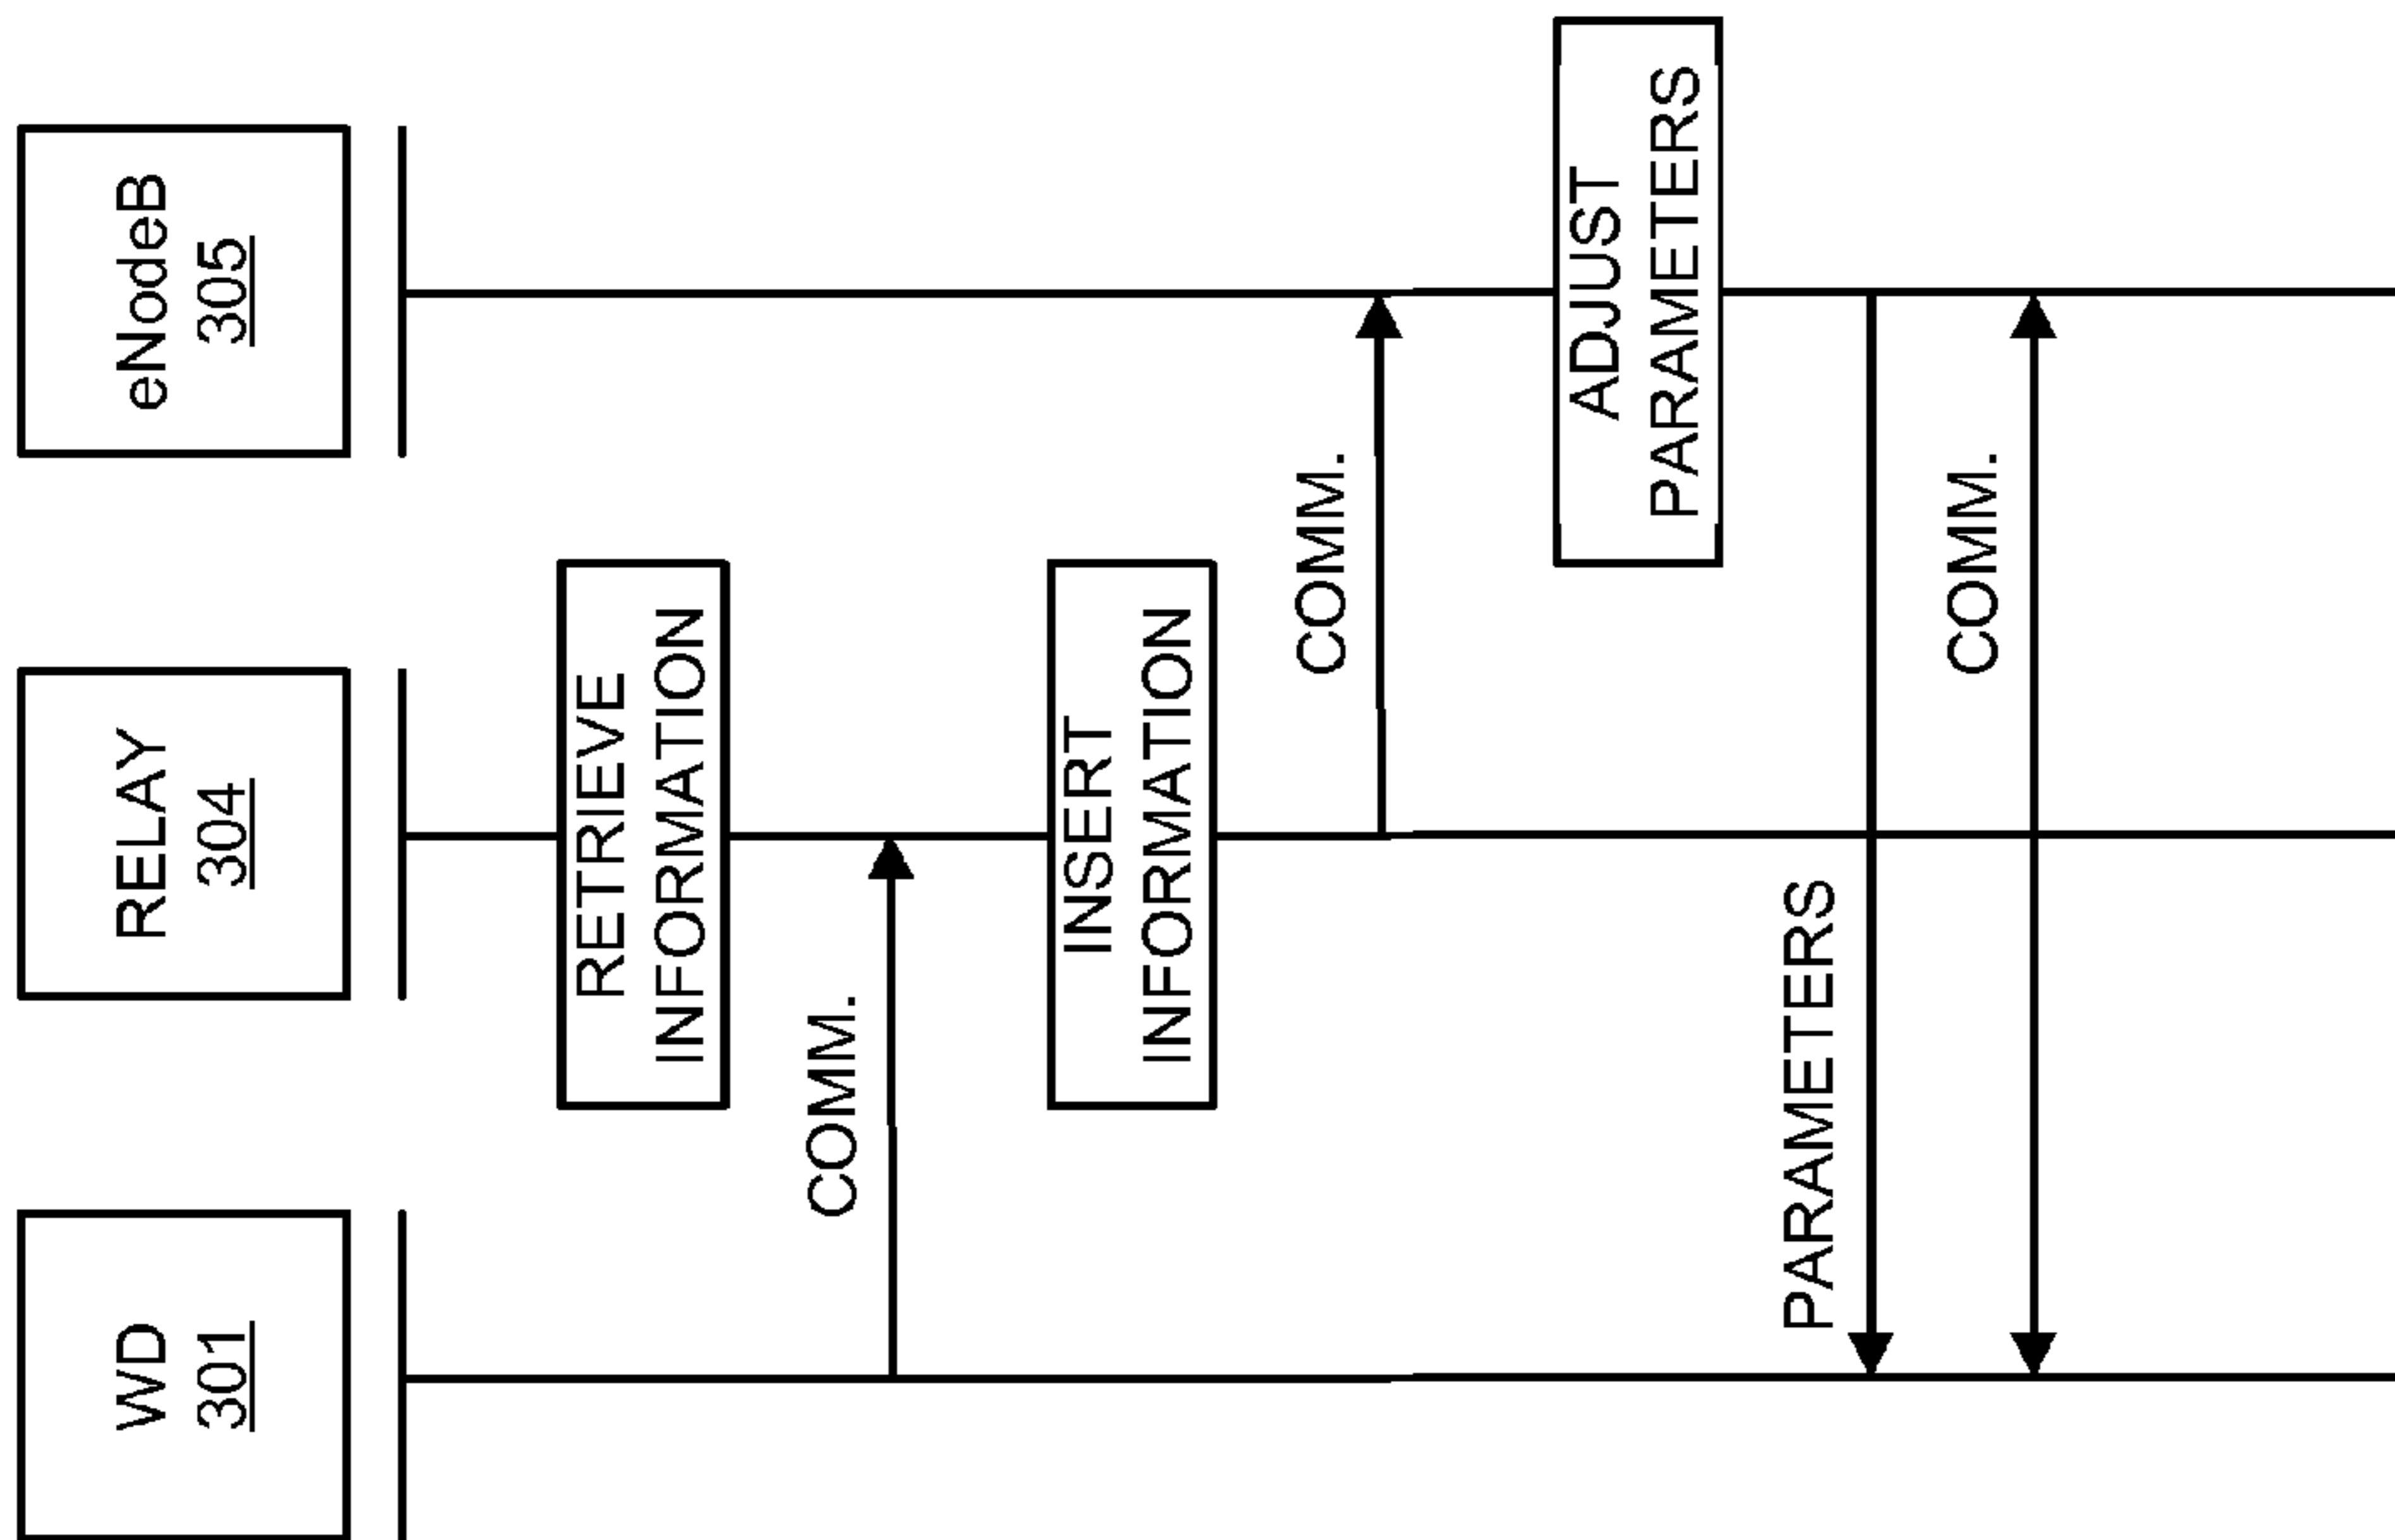 WD
301
RELAY
304
eNodeB
305
RETRIEVE
INFORMATION
COMM.
INSERT
INFORMATION
COMM.
ADJUST
PARAMETERS
PARAMETERS
COMM.